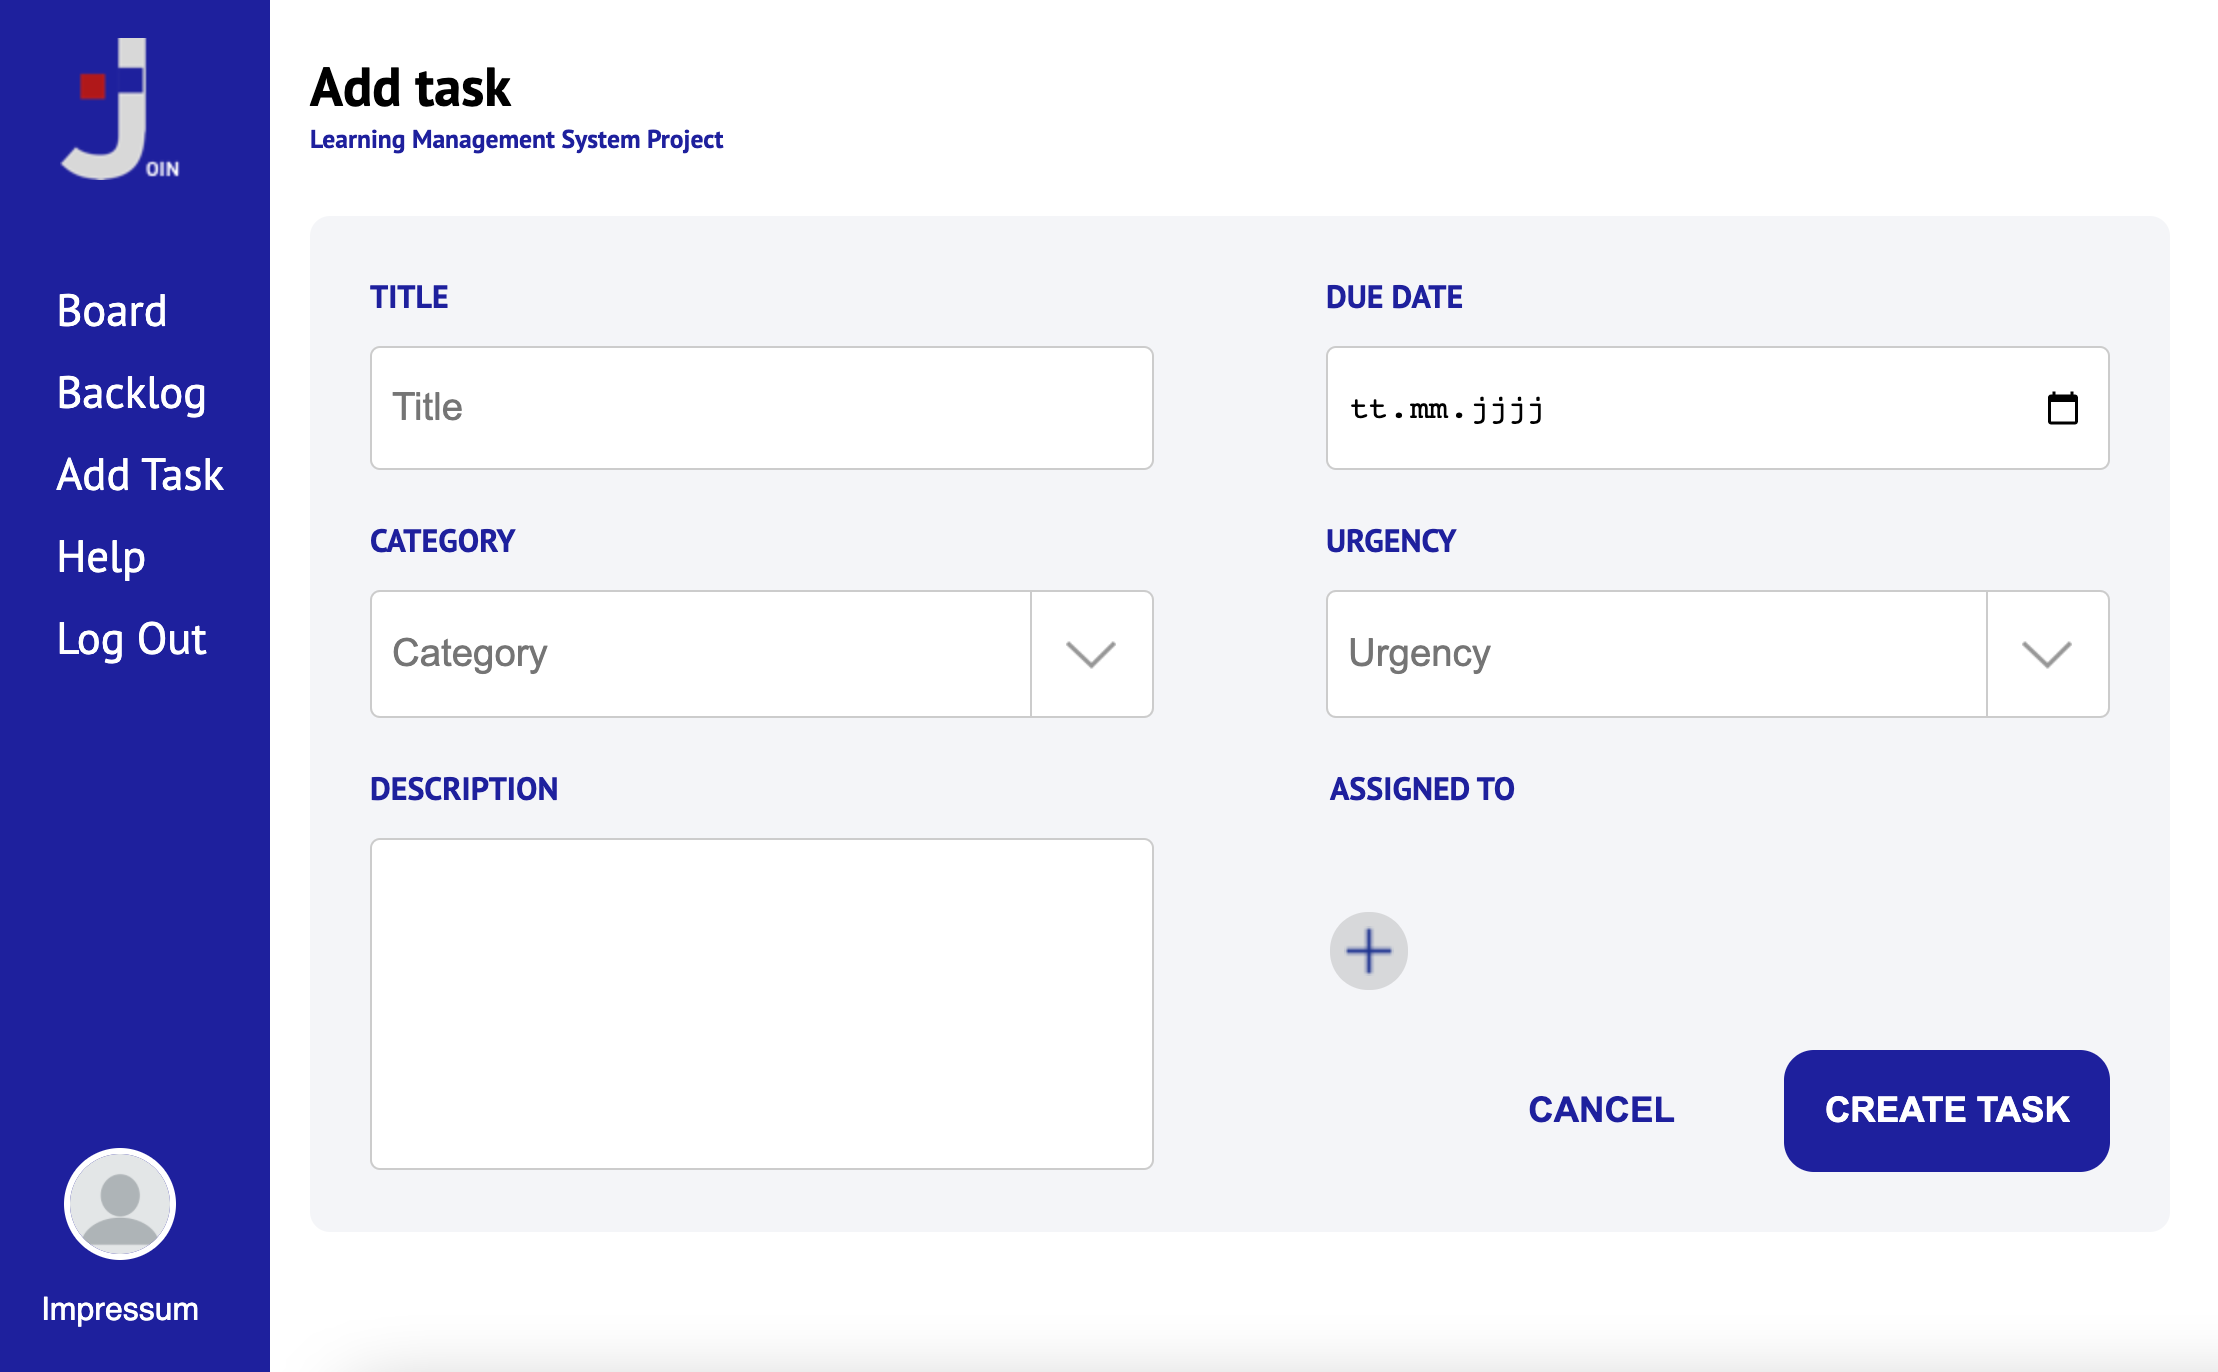 OIN
Board
Backlog
Add Task
Help
Log Out
Impressum
Add task
Learning Management System Project
TITLE
Title
DUE DATE
tt.mm.jjjj
CATEGORY
Category
URGENCY
Urgency
DESCRIPTION
ASSIGNED TO
CANCEL
CREATE TASK